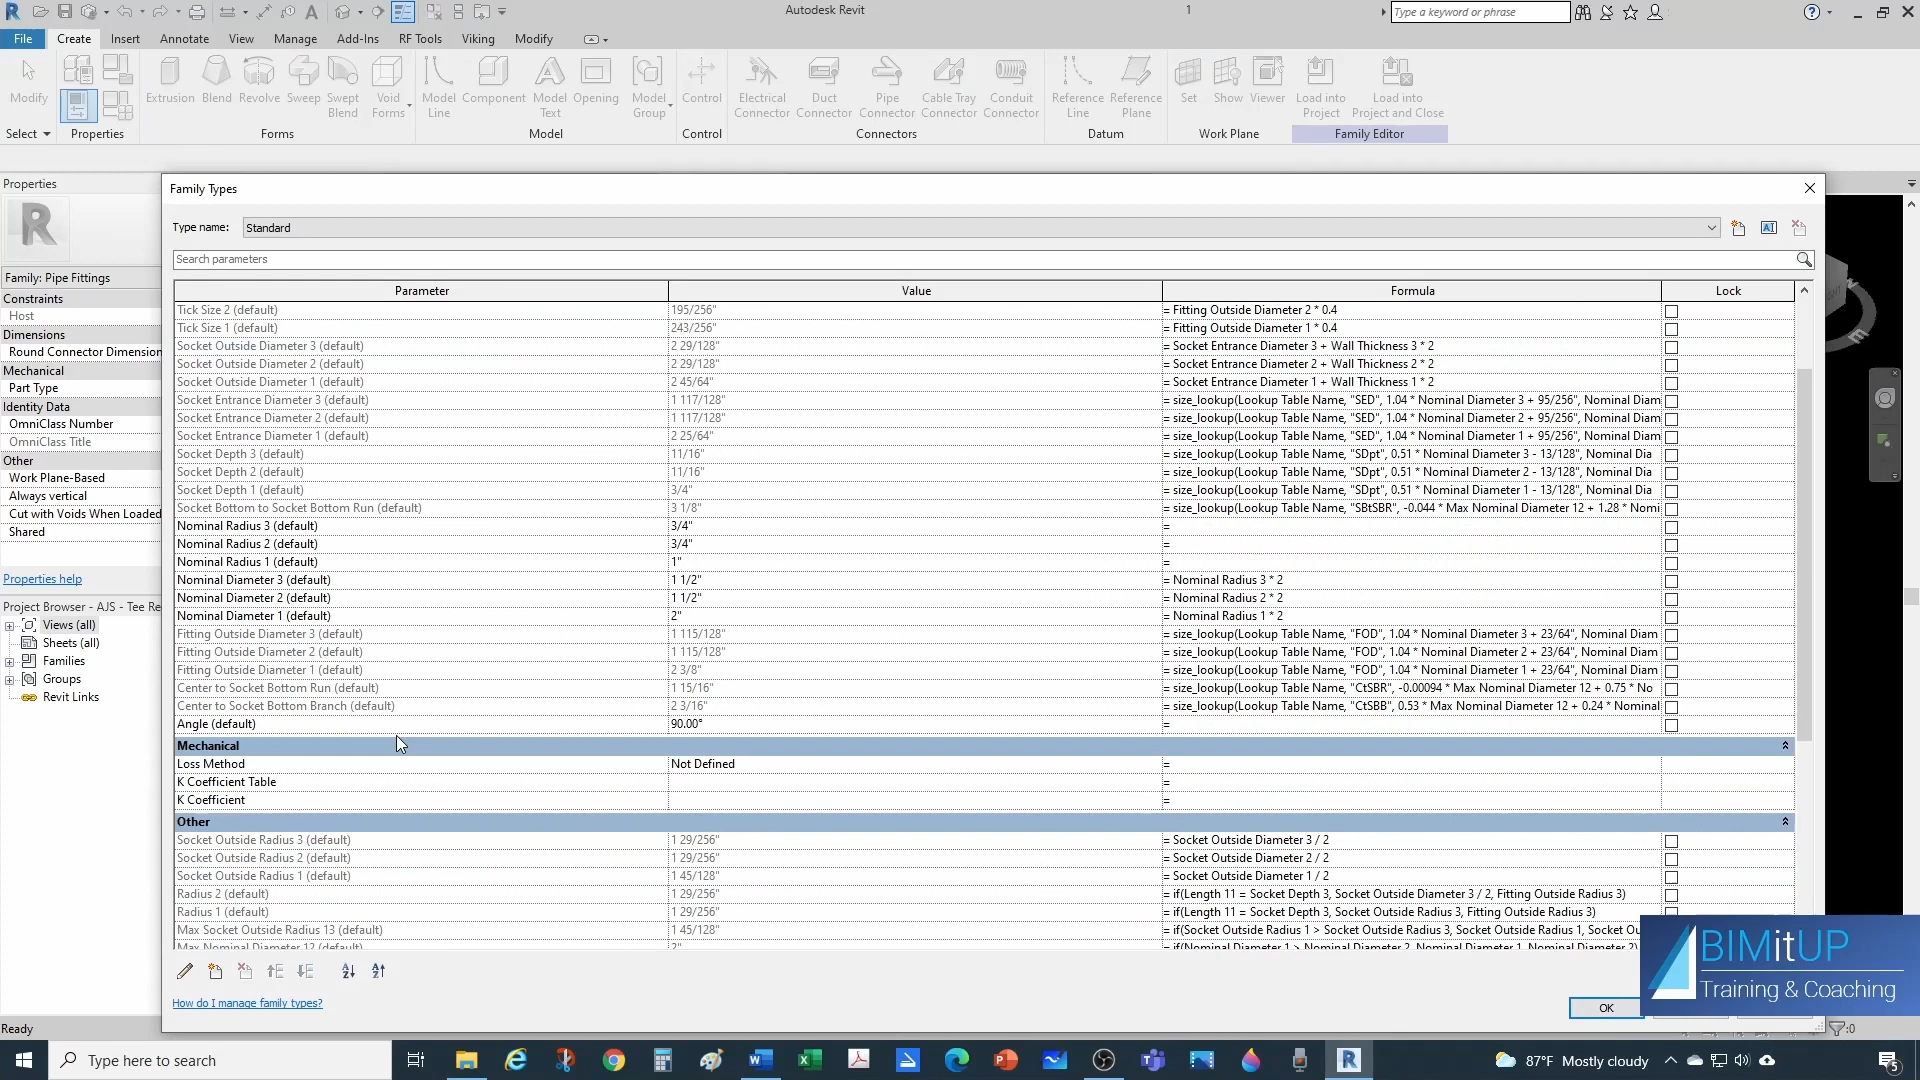 Autodesk Revit
1
Type a keyword or phrase
File Create Insert Annotate View Manage Add-Ins RF Tools Viking Modify
Modify
Extrusion Blend Revolve Sweep Swept Blend Void Forms
Model Line Component Model Text Opening Model Group
Control
Electrical Connector Duct Connector Pipe Connector Cable Tray Connector Conduit Connector
Reference Line Reference Plane
Set Show Viewer
Load into Project Load into Project and Close
Select Properties Forms Model Control Connectors Datum Work Plane Family Editor
Properties
Family: Pipe Fittings
Constraints
Host
Dimensions
Round Connector Dimension
Mechanical
Part Type
Identity Data
OmniClass Number
OmniClass Title
Other
Work Plane-Based
Always vertical
Cut with Voids When Loaded
Shared
Properties help
Project Browser - AJS - Tee Re
Views (all)
Sheets (all)
Families
Groups
Revit Links
Family Types
Type name: Standard
Search parameters
Parameter Value Formula Lock
Tick Size 2 (default) 195/256" = Fitting Outside Diameter 2 * 0.4
Tick Size 1 (default) 243/256" = Fitting Outside Diameter 1 * 0.4
Socket Outside Diameter 3 (default) 2 29/128" = Socket Entrance Diameter 3 + Wall Thickness 3 * 2
Socket Outside Diameter 2 (default) 2 29/128" = Socket Entrance Diameter 2 + Wall Thickness 2 * 2
Socket Outside Diameter 1 (default) 2 45/64" = Socket Entrance Diameter 1 + Wall Thickness 1 * 2
Socket Entrance Diameter 3 (default) 1 117/128" = size_lookup(Lookup Table Name, "SED", 1.04 * Nominal Diameter 3 + 95/256", Nominal Diam
Socket Entrance Diameter 2 (default) 1 117/128" = size_lookup(Lookup Table Name, "SED", 1.04 * Nominal Diameter 2 + 95/256", Nominal Diam
Socket Entrance Diameter 1 (default) 2 25/64" = size_lookup(Lookup Table Name, "SED", 1.04 * Nominal Diameter 1 + 95/256", Nominal Diam
Socket Depth 3 (default) 11/16" = size_lookup(Lookup Table Name, "SDpt", 0.51 * Nominal Diameter 3 - 13/128", Nominal Dia
Socket Depth 2 (default) 11/16" = size_lookup(Lookup Table Name, "SDpt", 0.51 * Nominal Diameter 2 - 13/128", Nominal Dia
Socket Depth 1 (default) 3/4" = size_lookup(Lookup Table Name, "SDpt", 0.51 * Nominal Diameter 1 - 13/128", Nominal Dia
Socket Bottom to Socket Bottom Run (default) 3 1/8" = size_lookup(Lookup Table Name, "SBtSBR", -0.044 * Max Nominal Diameter 12 + 1.28 * Nomi
Nominal Radius 3 (default) 3/4" =
Nominal Radius 2 (default) 3/4" =
Nominal Radius 1 (default) 1" =
Nominal Diameter 3 (default) 1 1/2" = Nominal Radius 3 * 2
Nominal Diameter 2 (default) 1 1/2" = Nominal Radius 2 * 2
Nominal Diameter 1 (default) 2" = Nominal Radius 1 * 2
Fitting Outside Diameter 3 (default) 1 115/128" = size_lookup(Lookup Table Name, "FOD", 1.04 * Nominal Diameter 3 + 23/64", Nominal Diam
Fitting Outside Diameter 2 (default) 1 115/128" = size_lookup(Lookup Table Name, "FOD", 1.04 * Nominal Diameter 2 + 23/64", Nominal Diam
Fitting Outside Diameter 1 (default) 2 3/8" = size_lookup(Lookup Table Name, "FOD", 1.04 * Nominal Diameter 1 + 23/64", Nominal Diam
Center to Socket Bottom Run (default) 1 15/16" = size_lookup(Lookup Table Name, "CtSBR", -0.00094 * Max Nominal Diameter 12 + 0.75 * No
Center to Socket Bottom Branch (default) 2 3/16" = size_lookup(Lookup Table Name, "CtSBB", 0.53 * Max Nominal Diameter 12 + 0.24 * Nominal
Angle (default) 90.00° =
Mechanical
Loss Method Not Defined =
K Coefficient Table =
K Coefficient =
Other
Socket Outside Radius 3 (default) 1 29/256" = Socket Outside Diameter 3 / 2
Socket Outside Radius 2 (default) 1 29/256" = Socket Outside Diameter 2 / 2
Socket Outside Radius 1 (default) 1 45/128" = Socket Outside Diameter 1 / 2
Radius 2 (default) 1 29/256" = if(Length 11 = Socket Depth 3, Socket Outside Diameter 3 / 2, Fitting Outside Radius 3)
Radius 1 (default) 1 29/256" = if(Length 11 = Socket Depth 3, Socket Outside Radius 3, Fitting Outside Radius 3)
Max Socket Outside Radius 13 (default) 1 45/128" = if(Socket Outside Radius 1 > Socket Outside Radius 3, Socket Outside Radius 1, Socket Ou
Max Nominal Diameter 12 (default) 2" = if(Nominal Diameter 1 > Nominal Diameter 2, Nominal Diameter 1, Nominal Diameter 2)
How do I manage family types?
OK
BIMitUP
Training & Coaching
Ready
:0
Type here to search
87°F Mostly cloudy
5